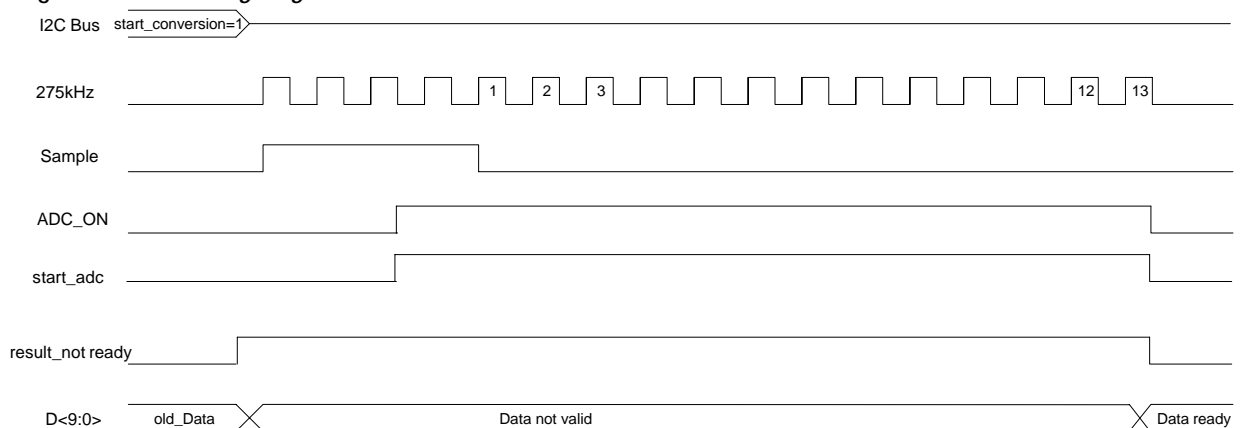 I2C Bus start_conversion=1
275kHz 1 2 3 12 13
Sample
ADC_ON
start_adc
result_not ready
D<9:0> old_Data Data not valid Data ready